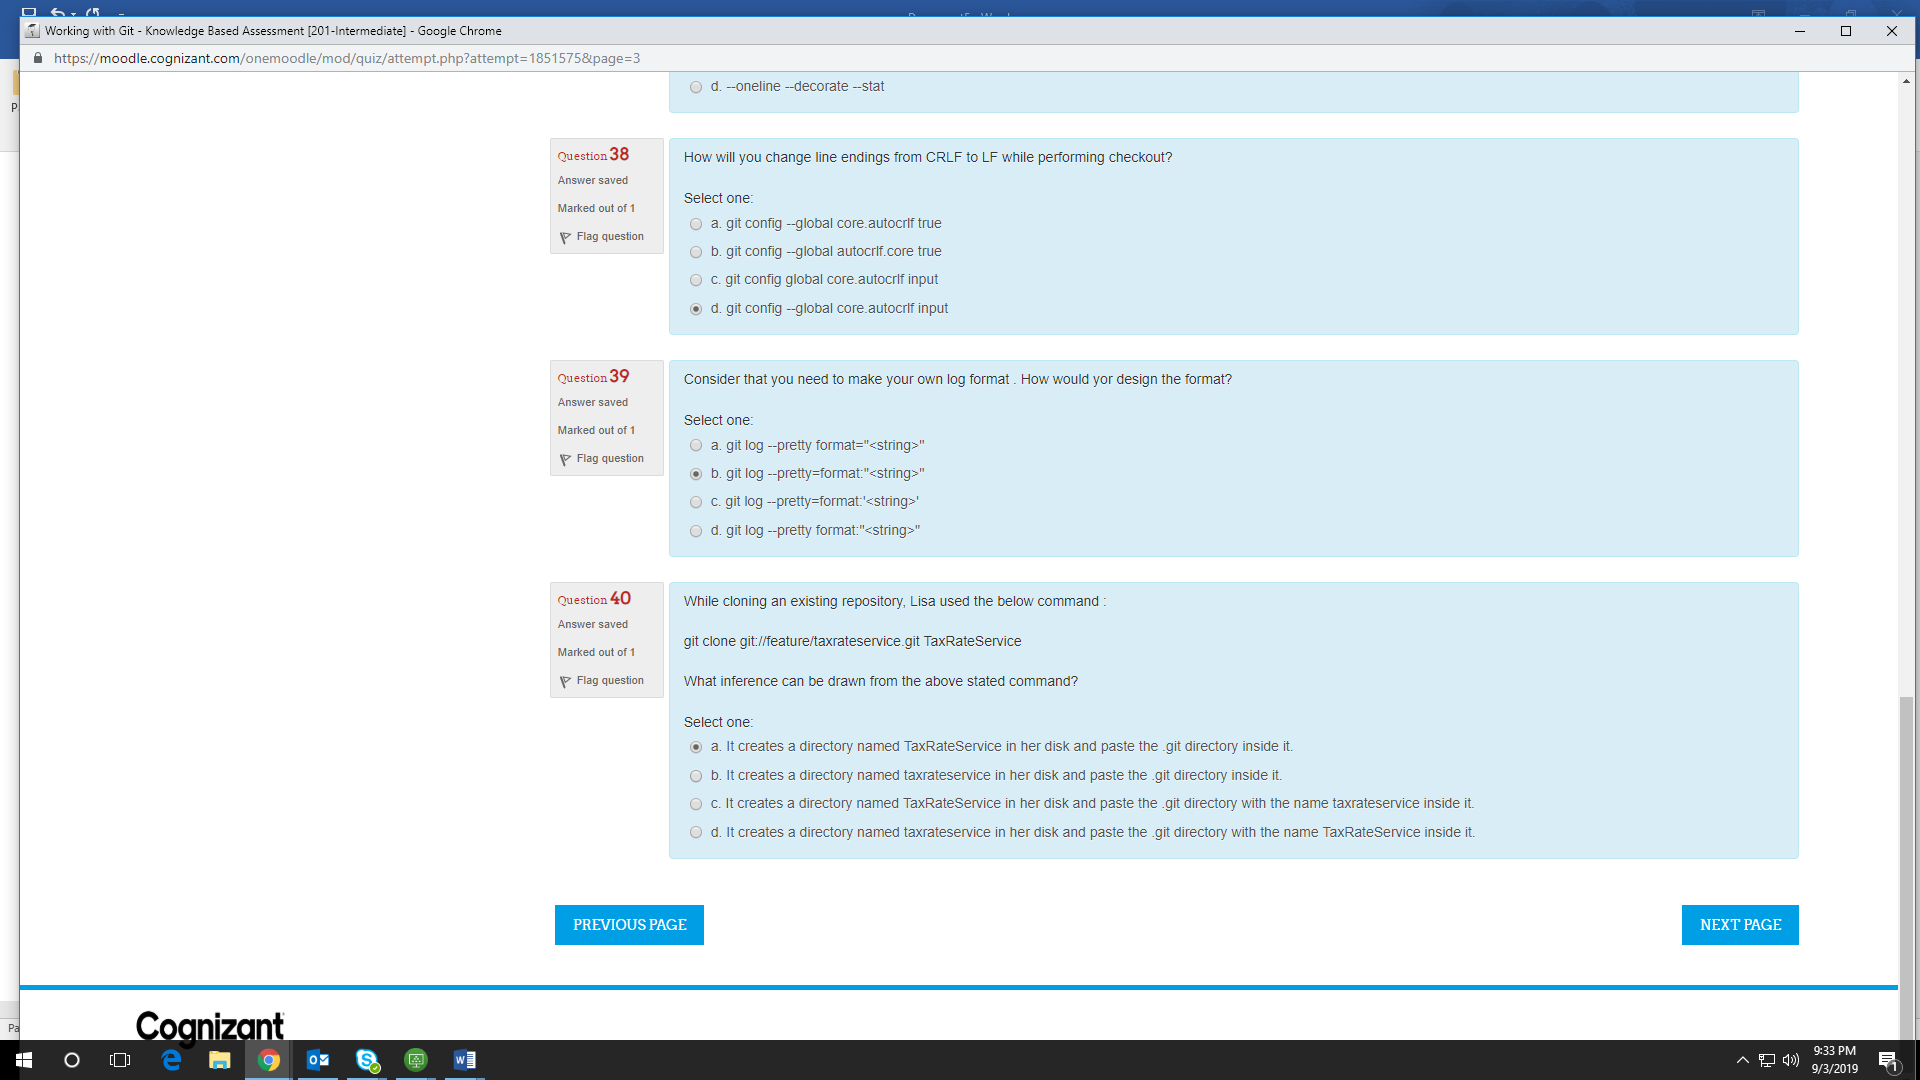 Working with Git - Knowledge Based Assessment [201-Intermediate] - Google Chrome
https://moodle.cognizant.com/onemoodle/mod/quiz/attempt.php?attempt=1851575&page=3
d. --oneline --decorate --stat
Question 38
Answer saved
Marked out of 1
Flag question
How will you change line endings from CRLF to LF while performing checkout?
Select one:
a. git config --global core.autocrlf true
b. git config --global autocrlf.core true
c. git config global core.autocrlf input
d. git config --global core.autocrlf input
Question 39
Answer saved
Marked out of 1
Flag question
Consider that you need to make your own log format . How would yor design the format?
Select one:
a. git log --pretty format="<string>"
b. git log --pretty=format:"<string>"
c. git log --pretty=format:'<string>'
d. git log --pretty format:"<string>"
Question 40
Answer saved
Marked out of 1
Flag question
While cloning an existing repository, Lisa used the below command :
git clone git://feature/taxrateservice.git TaxRateService
What inference can be drawn from the above stated command?
Select one:
a. It creates a directory named TaxRateService in her disk and paste the .git directory inside it.
b. It creates a directory named taxrateservice in her disk and paste the .git directory inside it.
c. It creates a directory named TaxRateService in her disk and paste the .git directory with the name taxrateservice inside it.
d. It creates a directory named taxrateservice in her disk and paste the .git directory with the name TaxRateService inside it.
PREVIOUS PAGE
NEXT PAGE
Cognizant
9:33 PM
9/3/2019
1